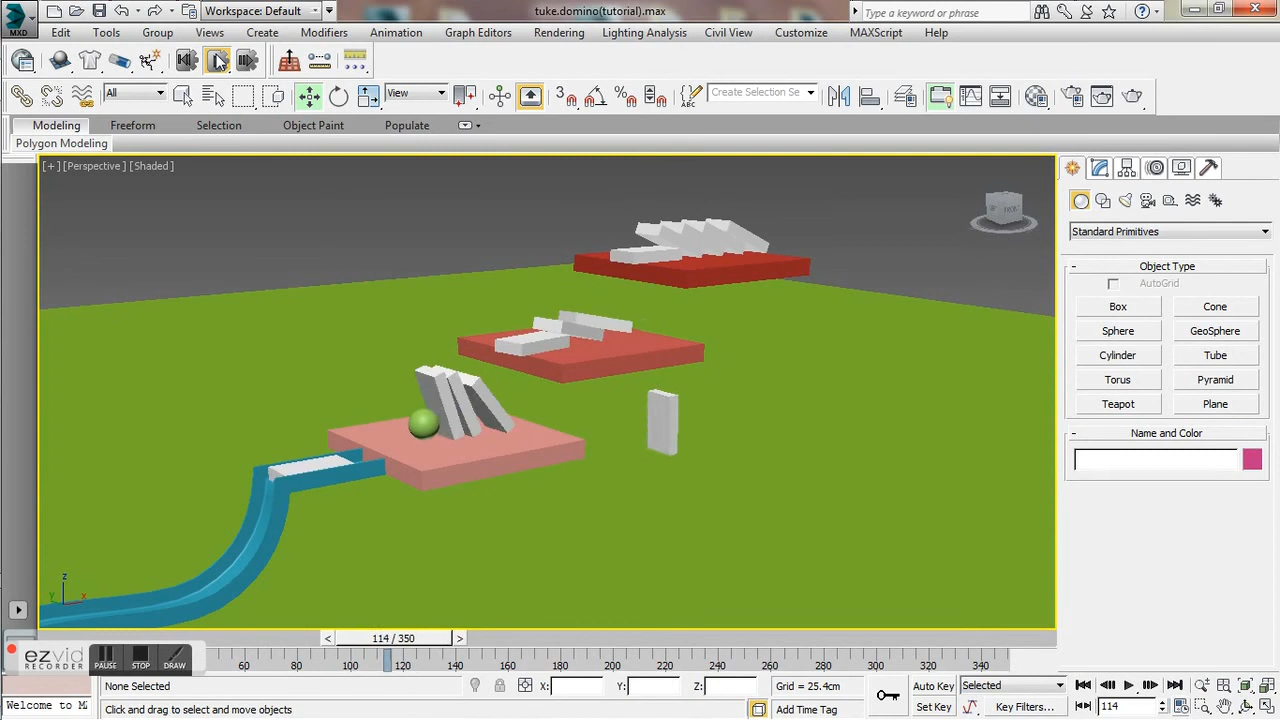 MXD
Workspace: Default
tuke.domino(tutorial).max
Type a keyword or phrase
Edit Tools Group Views Create Modifiers Animation Graph Editors Rendering Lighting Analysis Civil View Customize MAXScript Help
All
View
3
%
ABC
Create Selection Se
Modeling Freeform Selection Object Paint Populate
Polygon Modeling
[+] [Perspective] [Shaded]
Standard Primitives
- Object Type
AutoGrid
Box Cone
Sphere GeoSphere
Cylinder Tube
Torus Pyramid
Teapot Plane
- Name and Color
z
y x
< 114 / 350 >
ezvid
RECORDER
PAUSE STOP DRAW
60 80 100 120 140 160 180 200 220 240 260 280 300 320 340
None Selected X: Y: Z: Grid = 25.4cm Auto Key Selected
Welcome to MA Click and drag to select and move objects Add Time Tag Set Key Key Filters... 114